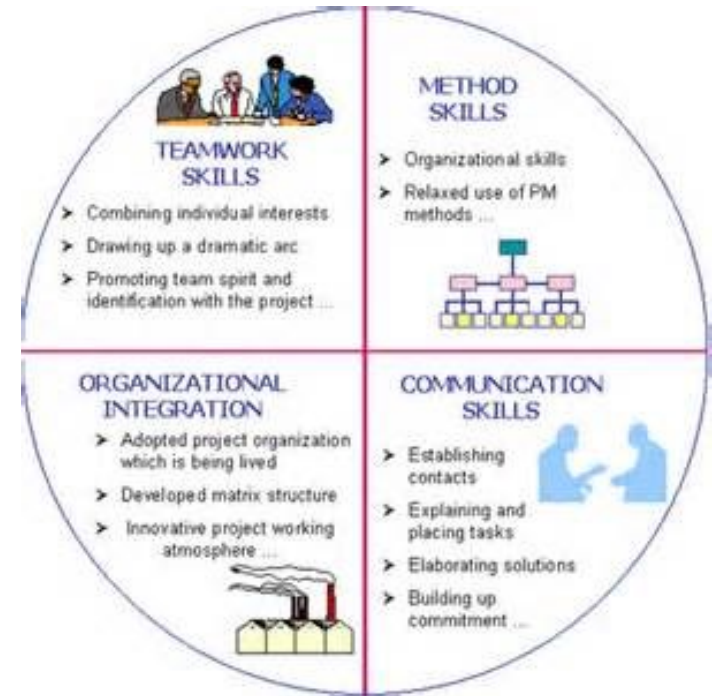 TEAMWORK
SKILLS
➤ Combining individual interests
➤ Drawing up a dramatic arc
➤ Promoting team spirit and
identification with the project ...
METHOD
SKILLS
➤ Organizational skills
➤ Relaxed use of PM
methods ...
ORGANIZATIONAL
INTEGRATION
➤ Adopted project organization
which is being lived
➤ Developed matrix structure
➤ Innovative project working
atmosphere ...
COMMUNICATION
SKILLS
➤ Establishing
contacts
➤ Explaining and
placing tasks
➤ Elaborating solutions
➤ Building up
commitment ...